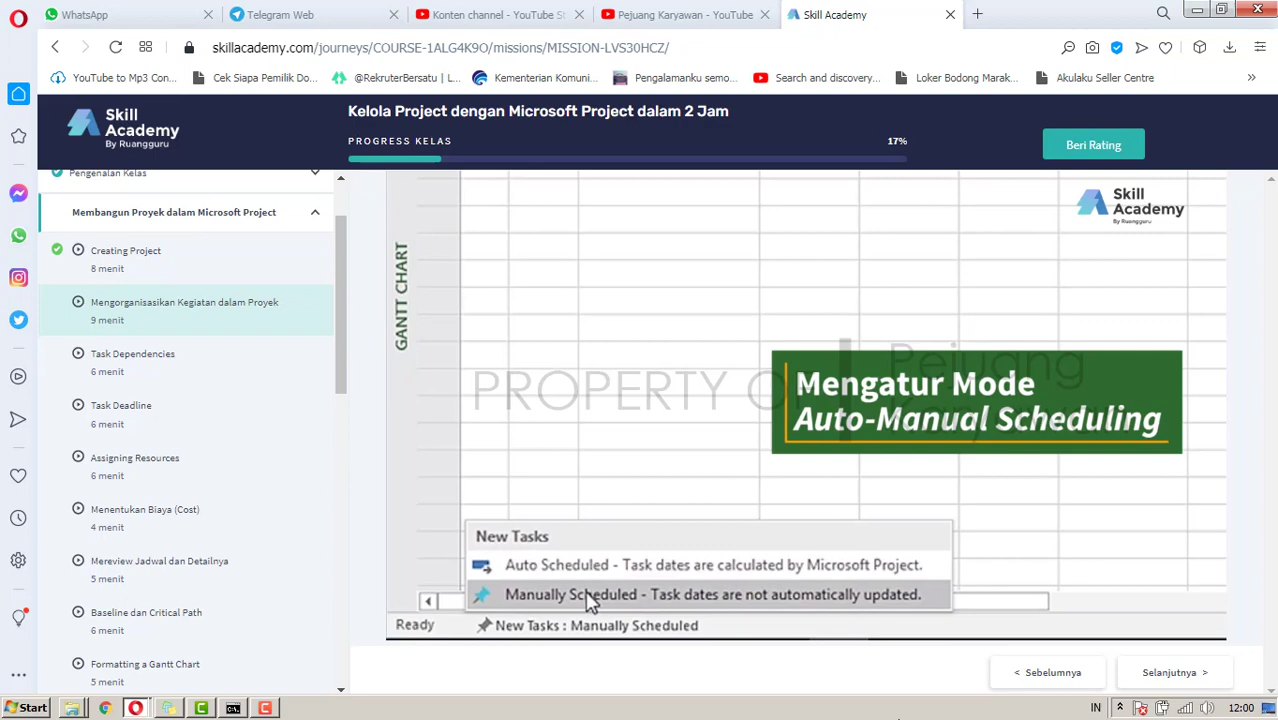 WhatsApp
Telegram Web
Konten channel - YouTube S
Pejuang Karyawan - YouTube
Skill Academy
skillacademy.com/journeys/COURSE-1ALG4K9O/missions/MISSION-LVS30HCZ/
YouTube to Mp3 Con...
Cek Siapa Pemilik Do...
@RekruterBersatu | L...
Kementerian Komuni...
Pengalamanku semo...
Search and discovery...
Loker Bodong Marak...
Akulaku Seller Centre
Skill
Academy
By Ruangguru
Kelola Project dengan Microsoft Project dalam 2 Jam
PROGRESS KELAS
17%
Beri Rating
Pengenalan Kelas
Membangun Proyek dalam Microsoft Project
Creating Project
8 menit
Mengorganisasikan Kegiatan dalam Proyek
9 menit
Task Dependencies
6 menit
Task Deadline
6 menit
Assigning Resources
6 menit
Menentukan Biaya (Cost)
4 menit
Mereview Jadwal dan Detailnya
5 menit
Baseline dan Critical Path
6 menit
Formatting a Gantt Chart
5 menit
Skill
Academy
By Ruangguru
GANTT CHART
PROPERTY OF
Pejuang
Mengatur Mode
Auto-Manual Scheduling
New Tasks
Auto Scheduled - Task dates are calculated by Microsoft Project.
Manually Scheduled - Task dates are not automatically updated.
Ready
New Tasks : Manually Scheduled
< Sebelumnya
Selanjutnya >
Start
IN
12:00